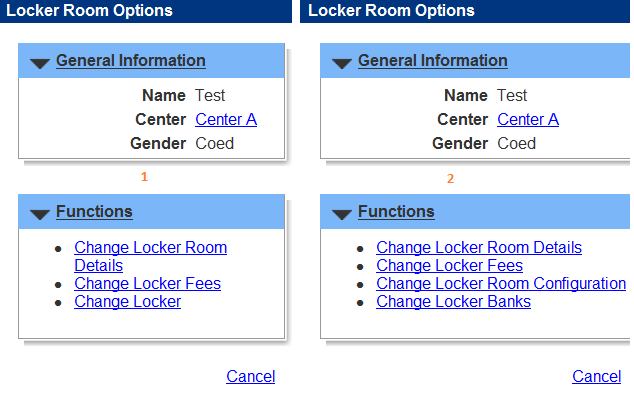 Locker Room Options
General Information
Name Test
Center Center A
Gender Coed
1
Functions
Change Locker Room
Details
Change Locker Fees
Change Locker
Cancel
Locker Room Options
General Information
Name Test
Center Center A
Gender Coed
2
Functions
Change Locker Room Details
Change Locker Fees
Change Locker Room Configuration
Change Locker Banks
Cancel